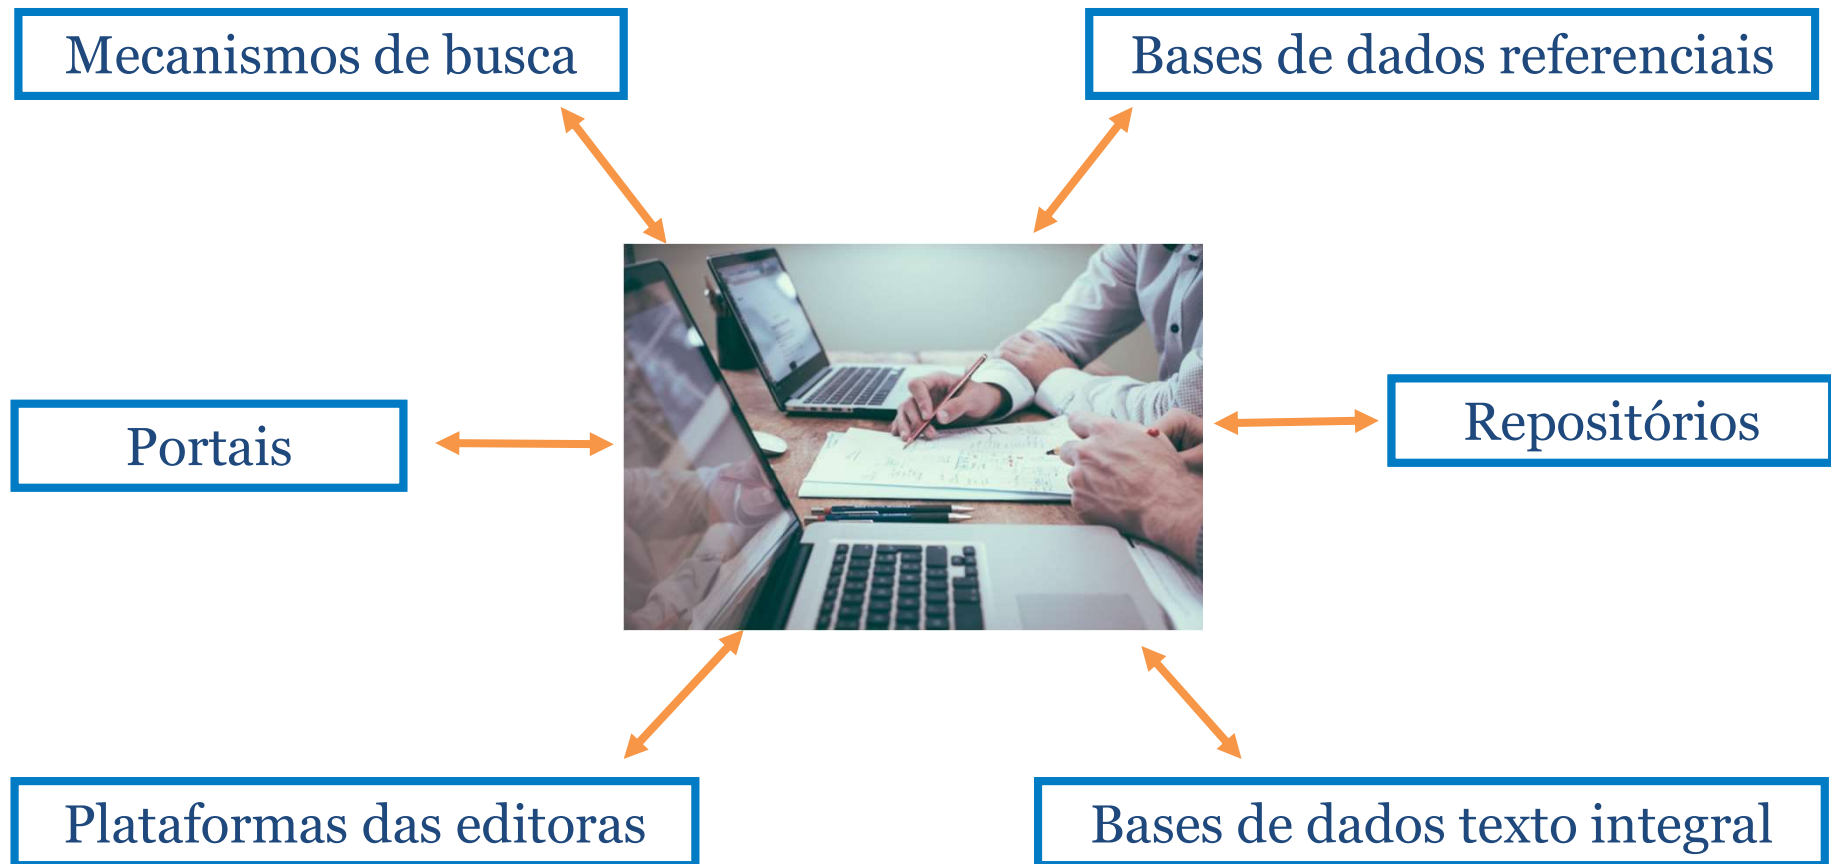 Mecanismos de busca
Bases de dados referenciais
Portais
Repositórios
Plataformas das editoras
Bases de dados texto integral